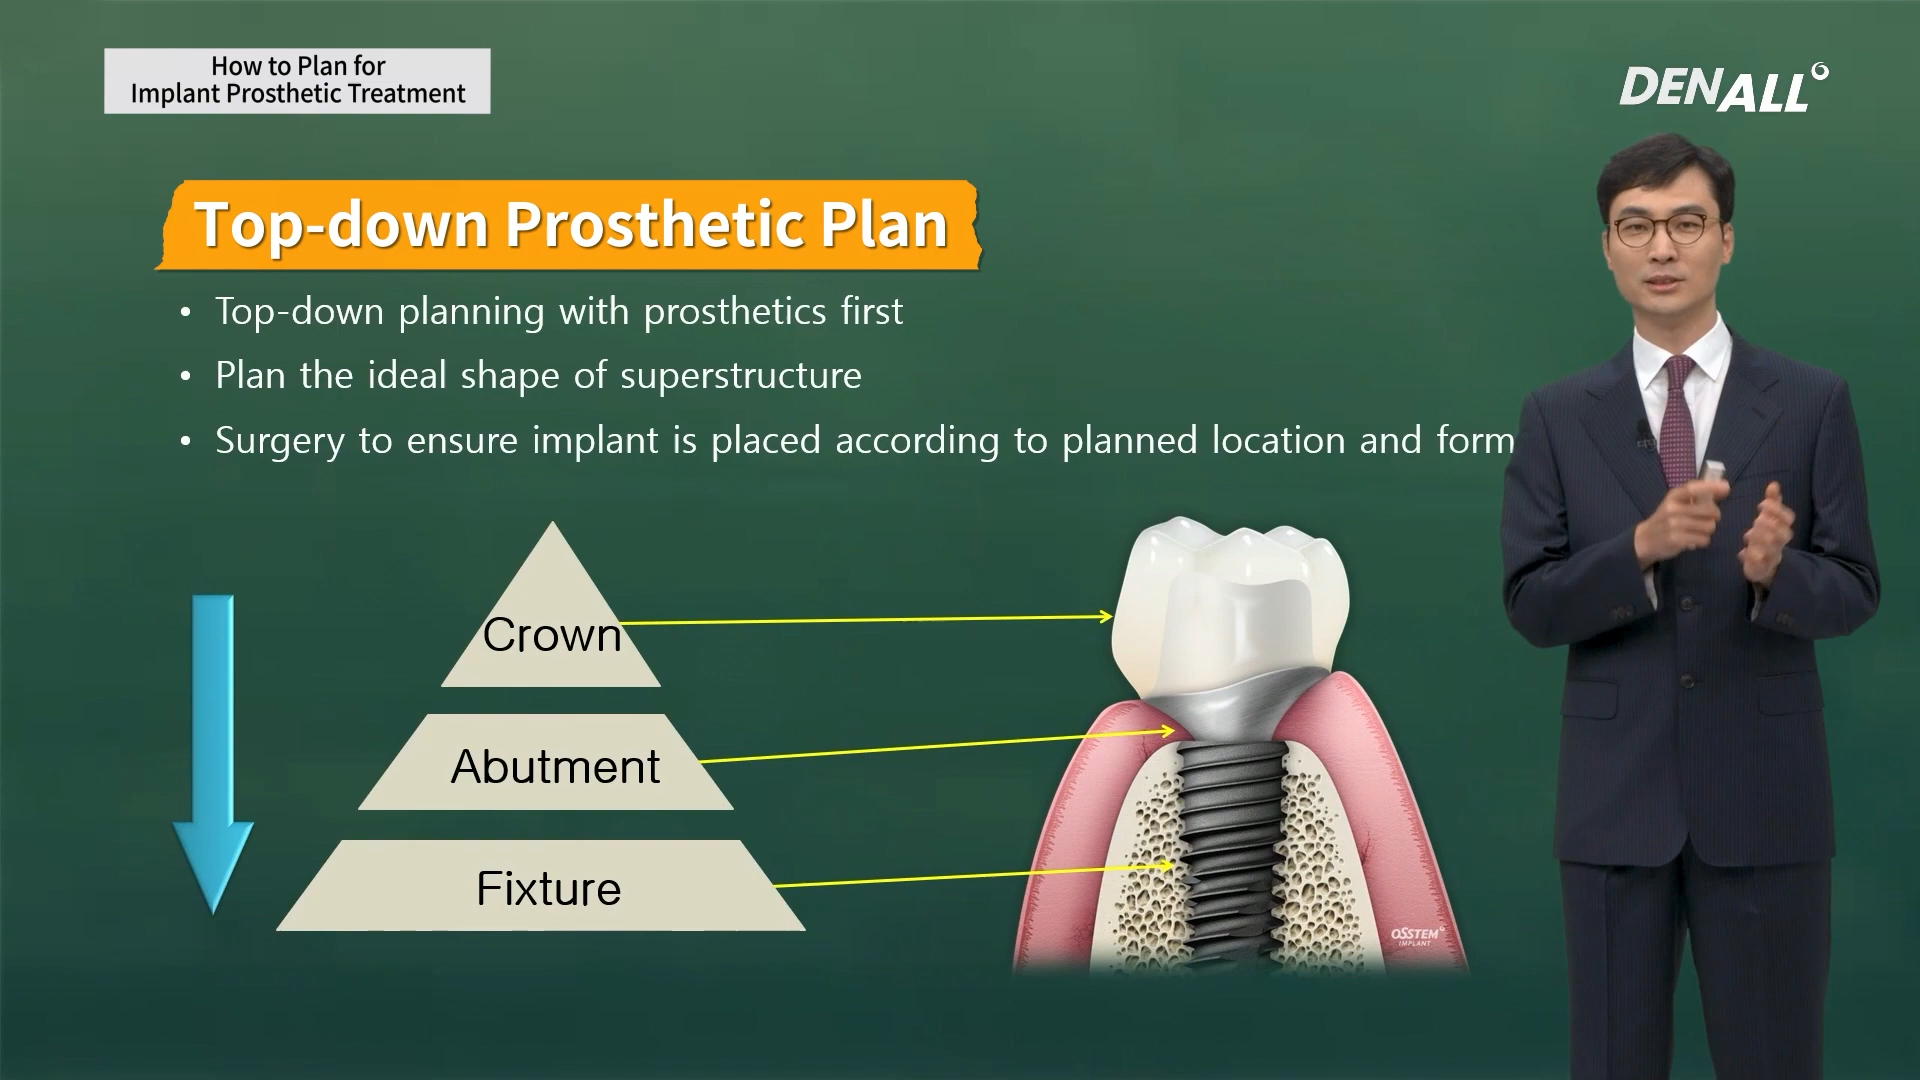 How to Plan for
Implant Prosthetic Treatment
DENALL
Top-down Prosthetic Plan
• Top-down planning with prosthetics first
• Plan the ideal shape of superstructure
• Surgery to ensure implant is placed according to planned location and form
Crown
Abutment
Fixture
OSSTEM
IMPLANT